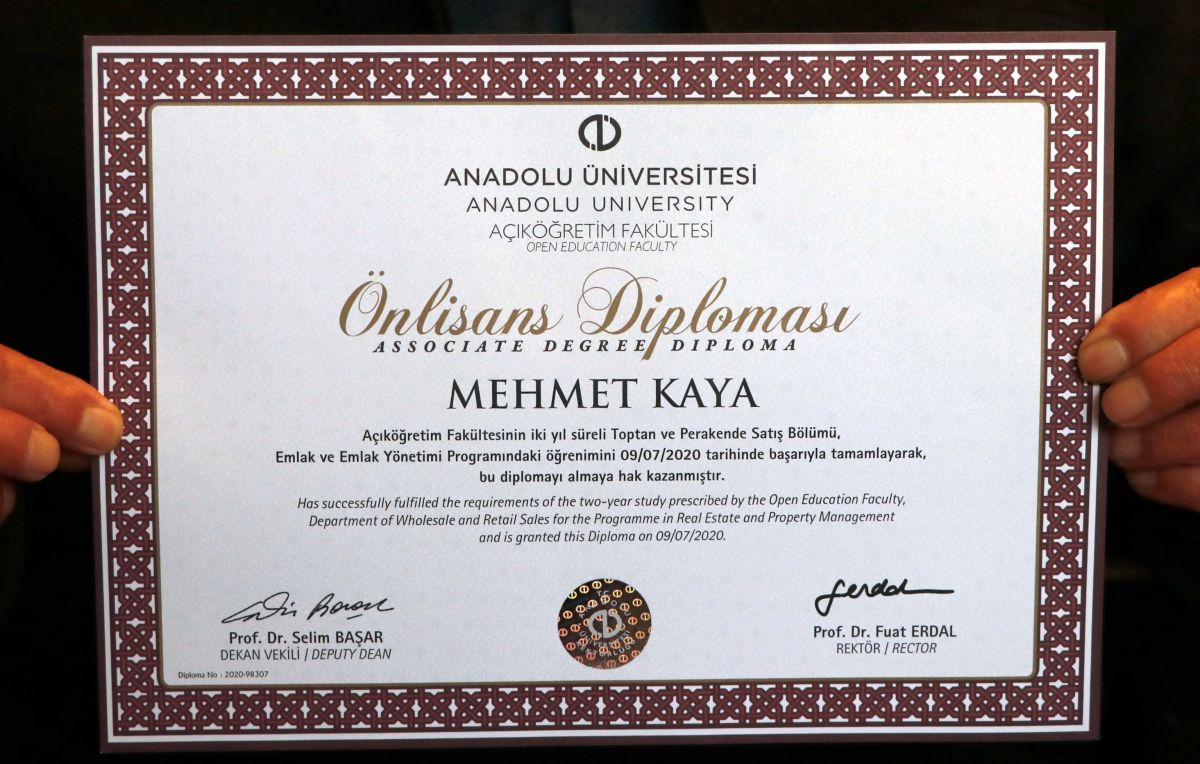 ANADOLU ÜNİVERSİTESİ
ANADOLU UNIVERSITY
AÇIKÖĞRETİM FAKÜLTESİ
OPEN EDUCATION FACULTY
Önlisans Diploması
ASSOCIATE DEGREE DIPLOMA
MEHMET KAYA
Açıköğretim Fakültesinin iki yıl süreli Toptan ve Perakende Satış Bölümü,
Emlak ve Emlak Yönetimi Programındaki öğrenimini 09/07/2020 tarihinde başarıyla tamamlayarak,
bu diplomayı almaya hak kazanmıştır.
Has successfully fulfilled the requirements of the two-year study prescribed by the Open Education Faculty,
Department of Wholesale and Retail Sales for the Programme in Real Estate and Property Management
and is granted this Diploma on 09/07/2020.
Prof. Dr. Selim BAŞAR
DEKAN VEKİLİ / DEPUTY DEAN
Prof. Dr. Fuat ERDAL
REKTÖR / RECTOR
Diploma No : 2020-98307